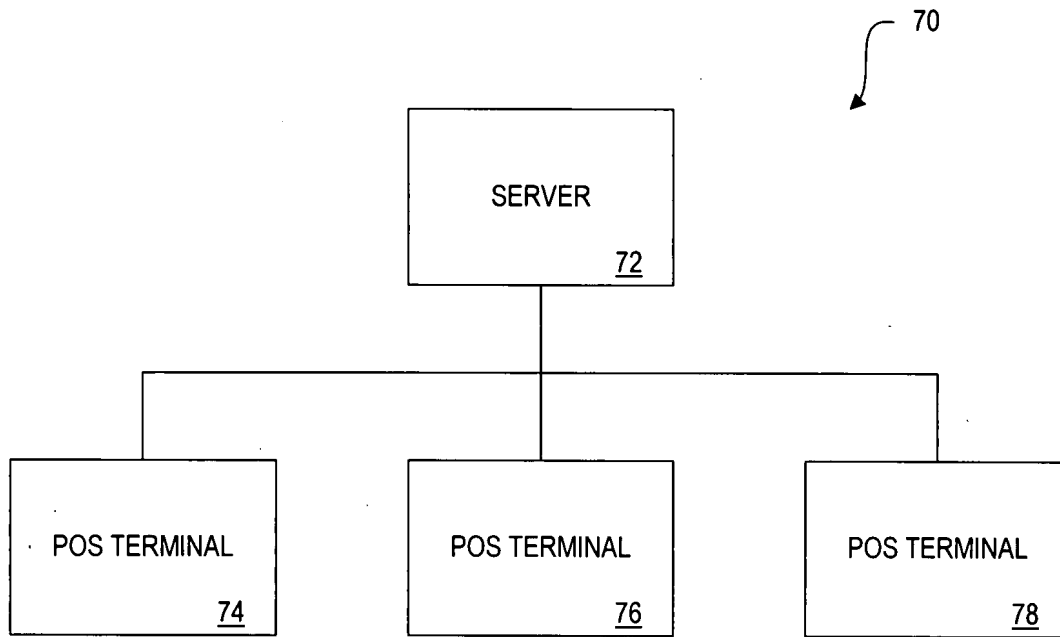 70
SERVER
72
POS TERMINAL
74
POS TERMINAL
76
POS TERMINAL
78